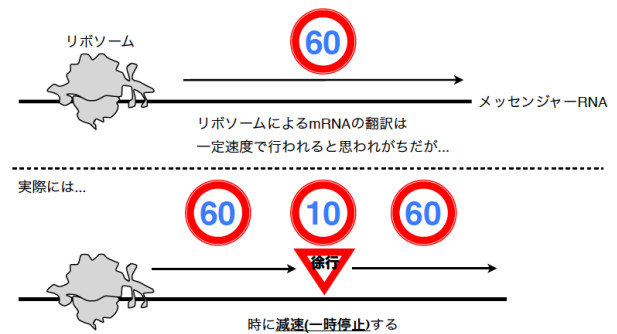 60
リボソーム
メッセンジャーRNA
リボソームによるmRNAの翻訳は
一定速度で行われると思われがちだが...
実際には...
60 10 60
徐行
時に減速(一時停止)する